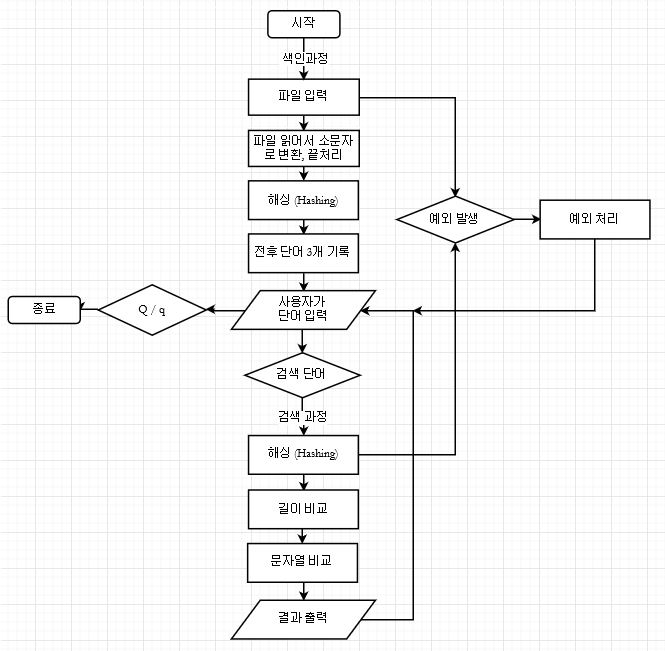 시작
색인과정
파일 입력
파일 읽어서 소문자
로 변환, 끝처리
해싱 (Hashing)
예외 발생
예외 처리
전후 단어 3개 기록
종료
Q / q
사용자가
단어 입력
검색 단어
검색 과정
해싱 (Hashing)
길이 비교
문자열 비교
결과 출력